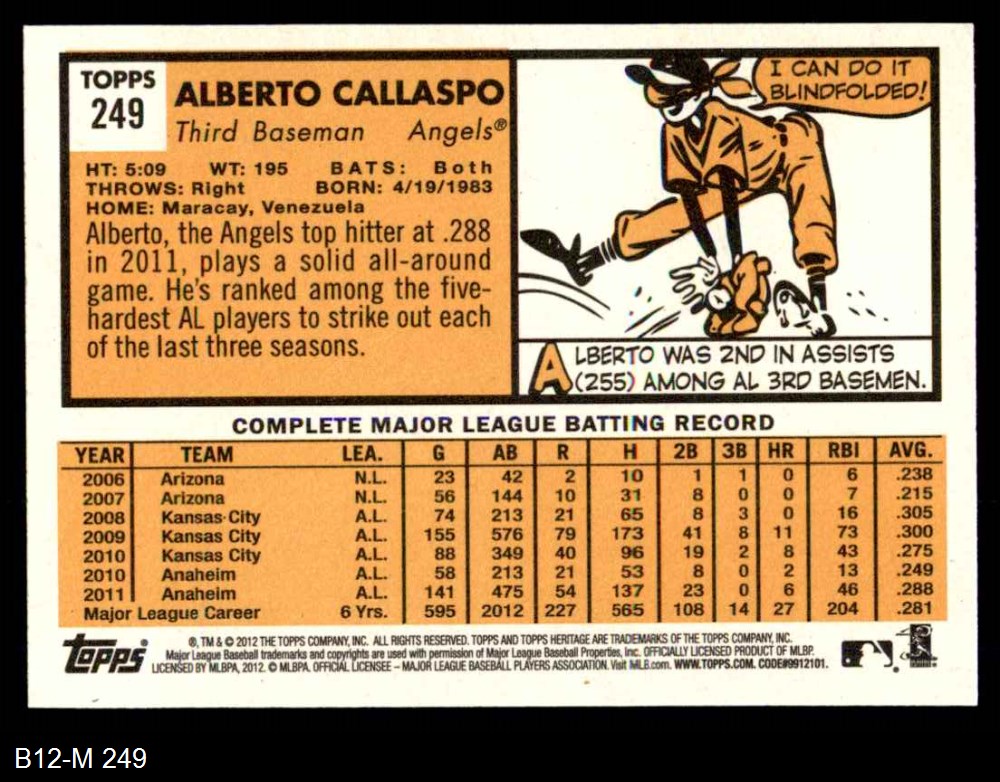 TOPPS
249
ALBERTO CALLASPO
Third Baseman Angels®
HT: 5:09 WT: 195 BATS: Both
THROWS: Right BORN: 4/19/1983
HOME: Maracay, Venezuela
Alberto, the Angels top hitter at .288
in 2011, plays a solid all-around
game. He's ranked among the five-
hardest AL players to strike out each
of the last three seasons.
I CAN DO IT
BLINDFOLDED!
ALBERTO WAS 2ND IN ASSISTS
(255) AMONG AL 3RD BASEMEN.
COMPLETE MAJOR LEAGUE BATTING RECORD
YEAR TEAM LEA. G AB R H 2B 3B HR RBI AVG.
2006 Arizona N.L. 23 42 2 10 1 1 0 6 .238
2007 Arizona N.L. 56 144 10 31 8 0 0 7 .215
2008 Kansas City A.L. 74 213 21 65 8 3 0 16 .305
2009 Kansas City A.L. 155 576 79 173 41 8 11 73 .300
2010 Kansas City A.L. 88 349 40 96 19 2 8 43 .275
2010 Anaheim A.L. 58 213 21 53 8 0 2 13 .249
2011 Anaheim A.L. 141 475 54 137 23 0 6 46 .288
Major League Career 6 Yrs. 595 2012 227 565 108 14 27 204 .281
Topps
®, TM & © 2012 THE TOPPS COMPANY, INC. ALL RIGHTS RESERVED. TOPPS AND TOPPS HERITAGE ARE TRADEMARKS OF THE TOPPS COMPANY, INC.
Major League Baseball trademarks and copyrights are used with permission of Major League Baseball Properties, Inc. OFFICIALLY LICENSED PRODUCT OF MLBP.
LICENSED BY MLBPA, 2012. © MLBPA. OFFICIAL LICENSEE – MAJOR LEAGUE BASEBALL PLAYERS ASSOCIATION. Visit MLB.com. WWW.TOPPS.COM. CODE#9912101.
B12-M 249